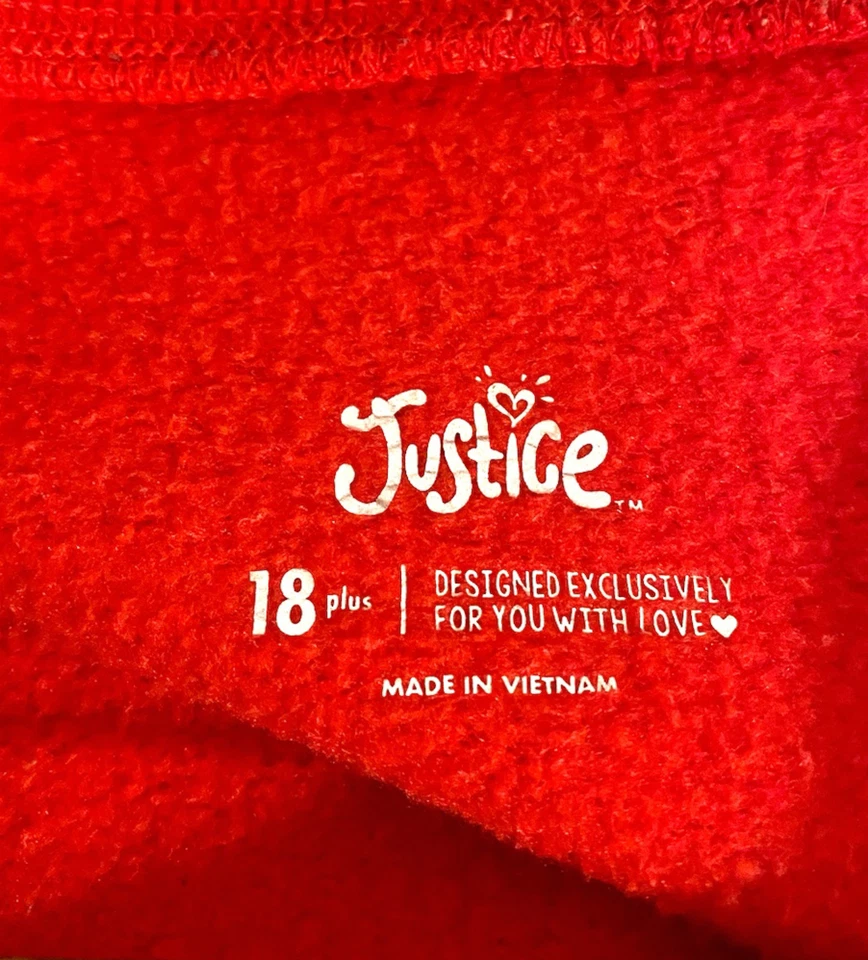 Justice™
18 plus | DESIGNED EXCLUSIVELY
FOR YOU WITH LOVE♥
MADE IN VIETNAM